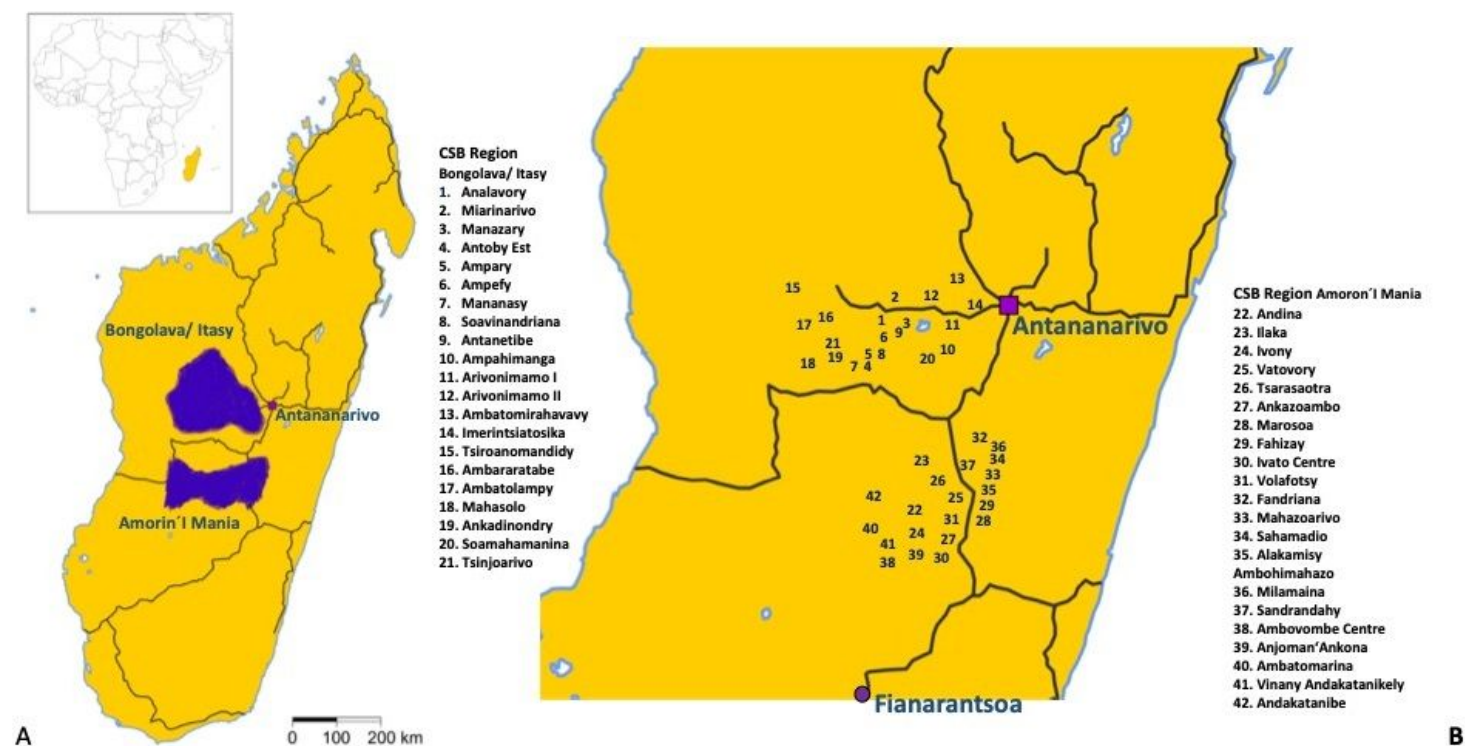 CSB Region
Bongolava/ Itasy
1. Analavory
2. Miarinarivo
3. Manazary
4. Antoby Est
5. Ampary
6. Ampefy
7. Mananasy
8. Soavinandriana
9. Antanetibe
10. Ampahimanga
11. Arivonimamo I
12. Arivonimamo II
13. Ambatomirahavavy
14. Imerintsiatosika
15. Tsiroanomandidy
16. Ambararatabe
17. Ambatolampy
18. Mahasolo
19. Ankadinondry
20. Soamahamanina
21. Tsinjoarivo
Bongolava/ Itasy
Antananarivo
Amorin´I Mania
0 100 200 km
A
13
15
2
12
14
16
17
1
3
11
9
6
21
10
5
8
19
20
18
7
4
Antananarivo
32
36
23
37
34
33
26
35
42
25
29
22
31
28
40
24
27
41
39
30
38
Fianarantsoa
CSB Region Amoron´I Mania
22. Andina
23. Ilaka
24. Ivony
25. Vatovory
26. Tsarasaotra
27. Ankazoambo
28. Marosoa
29. Fahizay
30. Ivato Centre
31. Volafotsy
32. Fandriana
33. Mahazoarivo
34. Sahamadio
35. Alakamisy
Ambohimahazo
36. Milamaina
37. Sandrandahy
38. Ambovombe Centre
39. Anjoman’Ankona
40. Ambatomarina
41. Vinany Andakatanikely
42. Andakatanibe
B